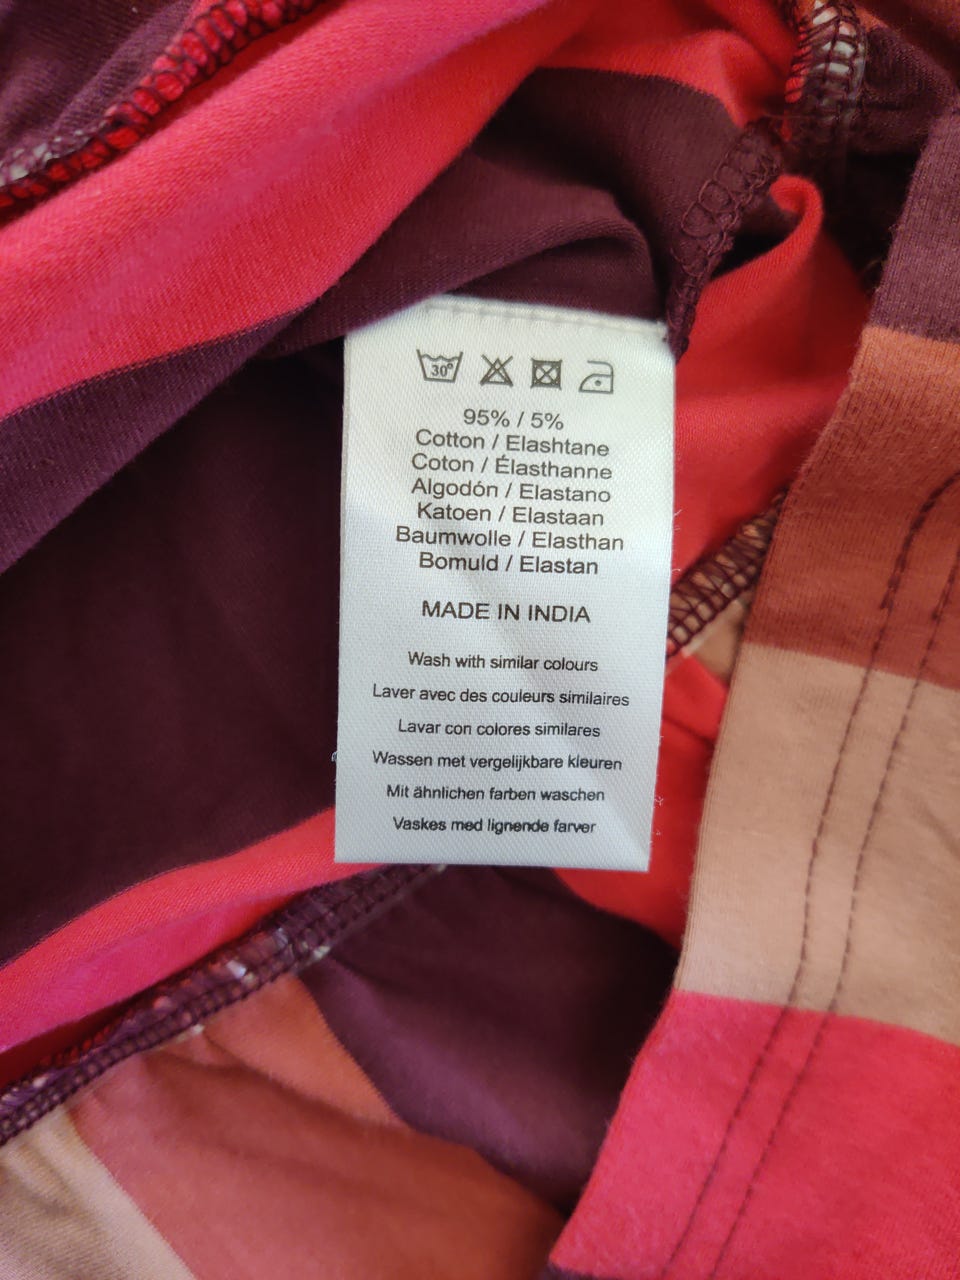 30°
95% / 5%
Cotton / Elashtane
Coton / Élasthanne
Algodón / Elastano
Katoen / Elastaan
Baumwolle / Elasthan
Bomuld / Elastan
MADE IN INDIA
Wash with similar colours
Laver avec des couleurs similaires
Lavar con colores similares
Wassen met vergelijkbare kleuren
Mit ähnlichen farben waschen
Vaskes med lignende farver